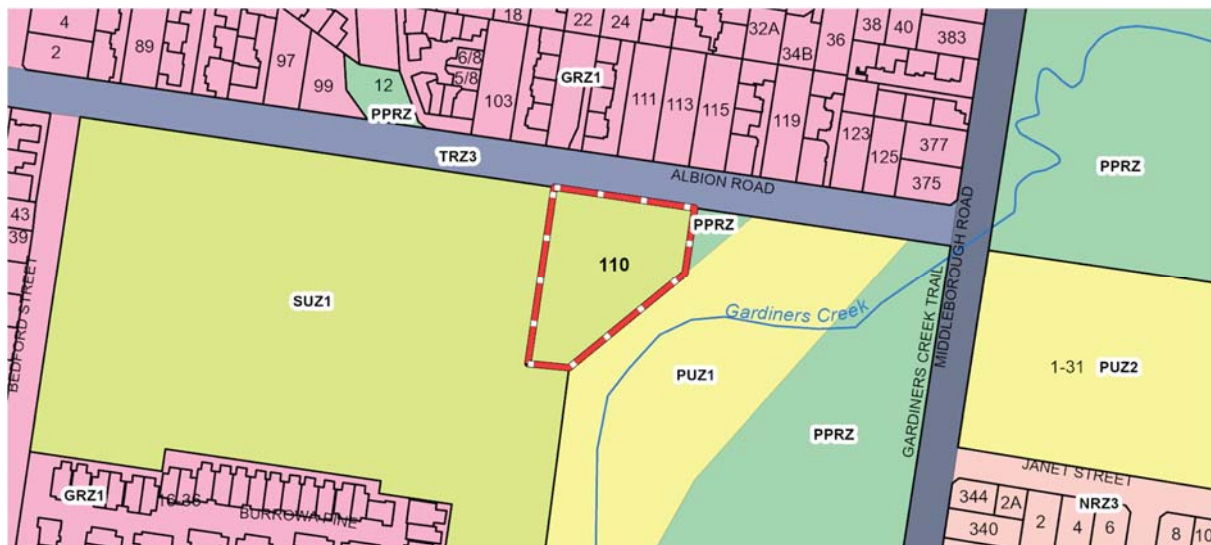 4
2
89
97
99
12
PPRZ
18
22
24
6/8
5/8
103
GRZ1
111
113
115
32A
34B
36
38
40
383
119
123
125
377
375
TRZ3
ALBION ROAD
PPRZ
PPRZ
43
39
BEDFORD STREET
SUZ1
110
Gardiners Creek
PUZ1
PPRZ
GARDINERS CREEK TRAIL
MIDDLEBOROUGH ROAD
1-31
PUZ2
JANET STREET
NRZ3
344
2A
340
2
4
6
8
10
GRZ1
16-36
BURROWA PINE